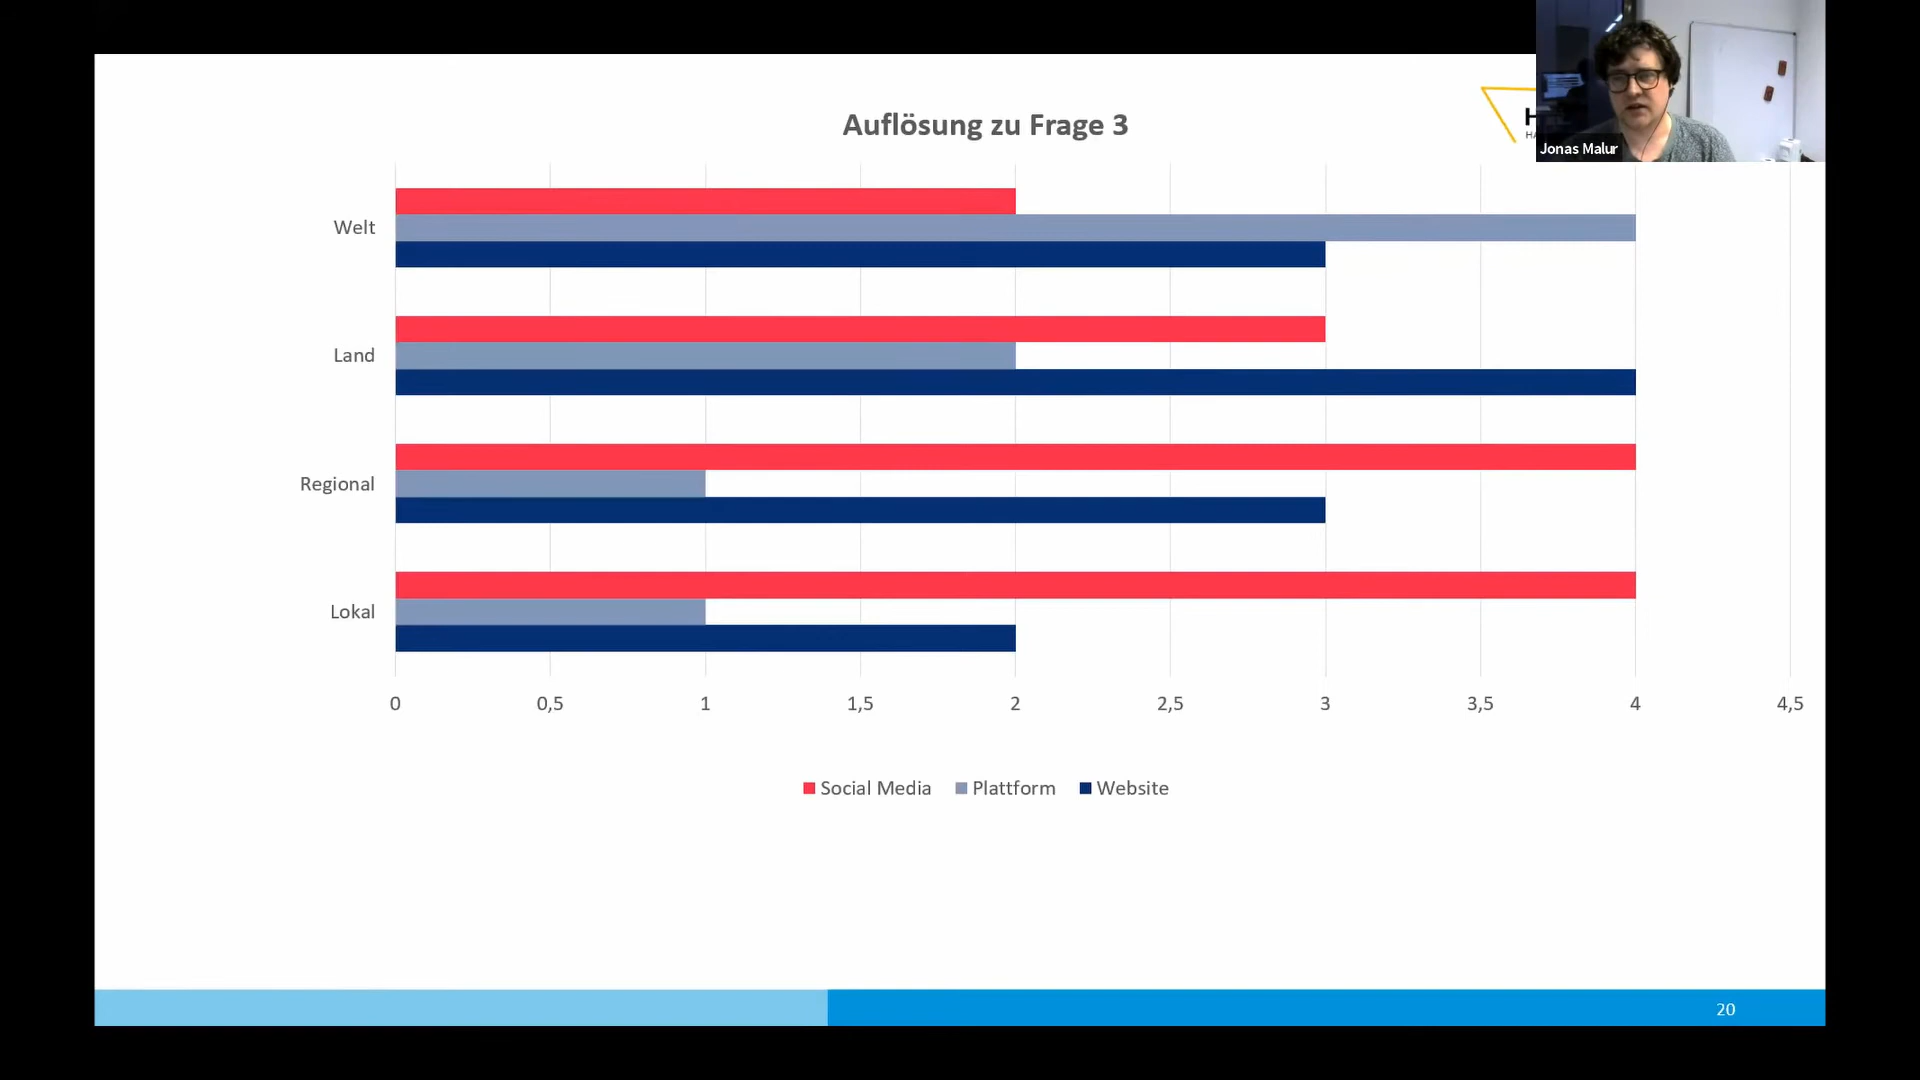 Auflösung zu Frage 3
H
HA
Jonas Malur
Welt
Land
Regional
Lokal
0 0,5 1 1,5 2 2,5 3 3,5 4 4,5
Social Media Plattform Website
20